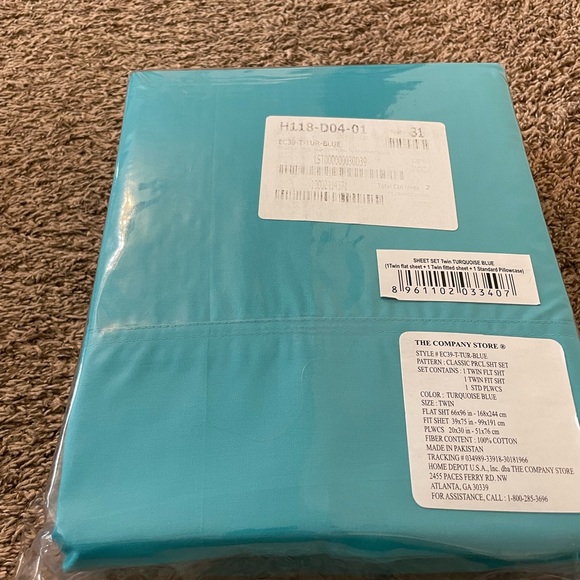 H118-D04-01
31
EC39-T-TUR-BLUE
SHEET SET Twin TURQUOISE BLUE
(1Twin flat sheet + 1 Twin fitted sheet + 1 Standard Pillowcase)
8 961102 033407
THE COMPANY STORE ®
STYLE # EC39-T-TUR-BLUE
PATTERN : CLASSIC PRCL SHT SET
SET CONTAINS : 1 TWIN FLT SHT
1 TWIN FIT SHT
1 STD PLWCS
COLOR : TURQUOISE BLUE
SIZE : TWIN
FLAT SHT 66x96 in - 168x244 cm
FIT SHEET 39x75 in - 99x191 cm
PLWCS 20x30 in - 51x76 cm
FIBER CONTENT : 100% COTTON
MADE IN PAKISTAN
TRACKING # 034989-33918-30181966
HOME DEPOT U.S.A., Inc. dba THE COMPANY STORE
2455 PACES FERRY RD. NW
ATLANTA, GA 30339
FOR ASSISTANCE, CALL : 1-800-285-3696